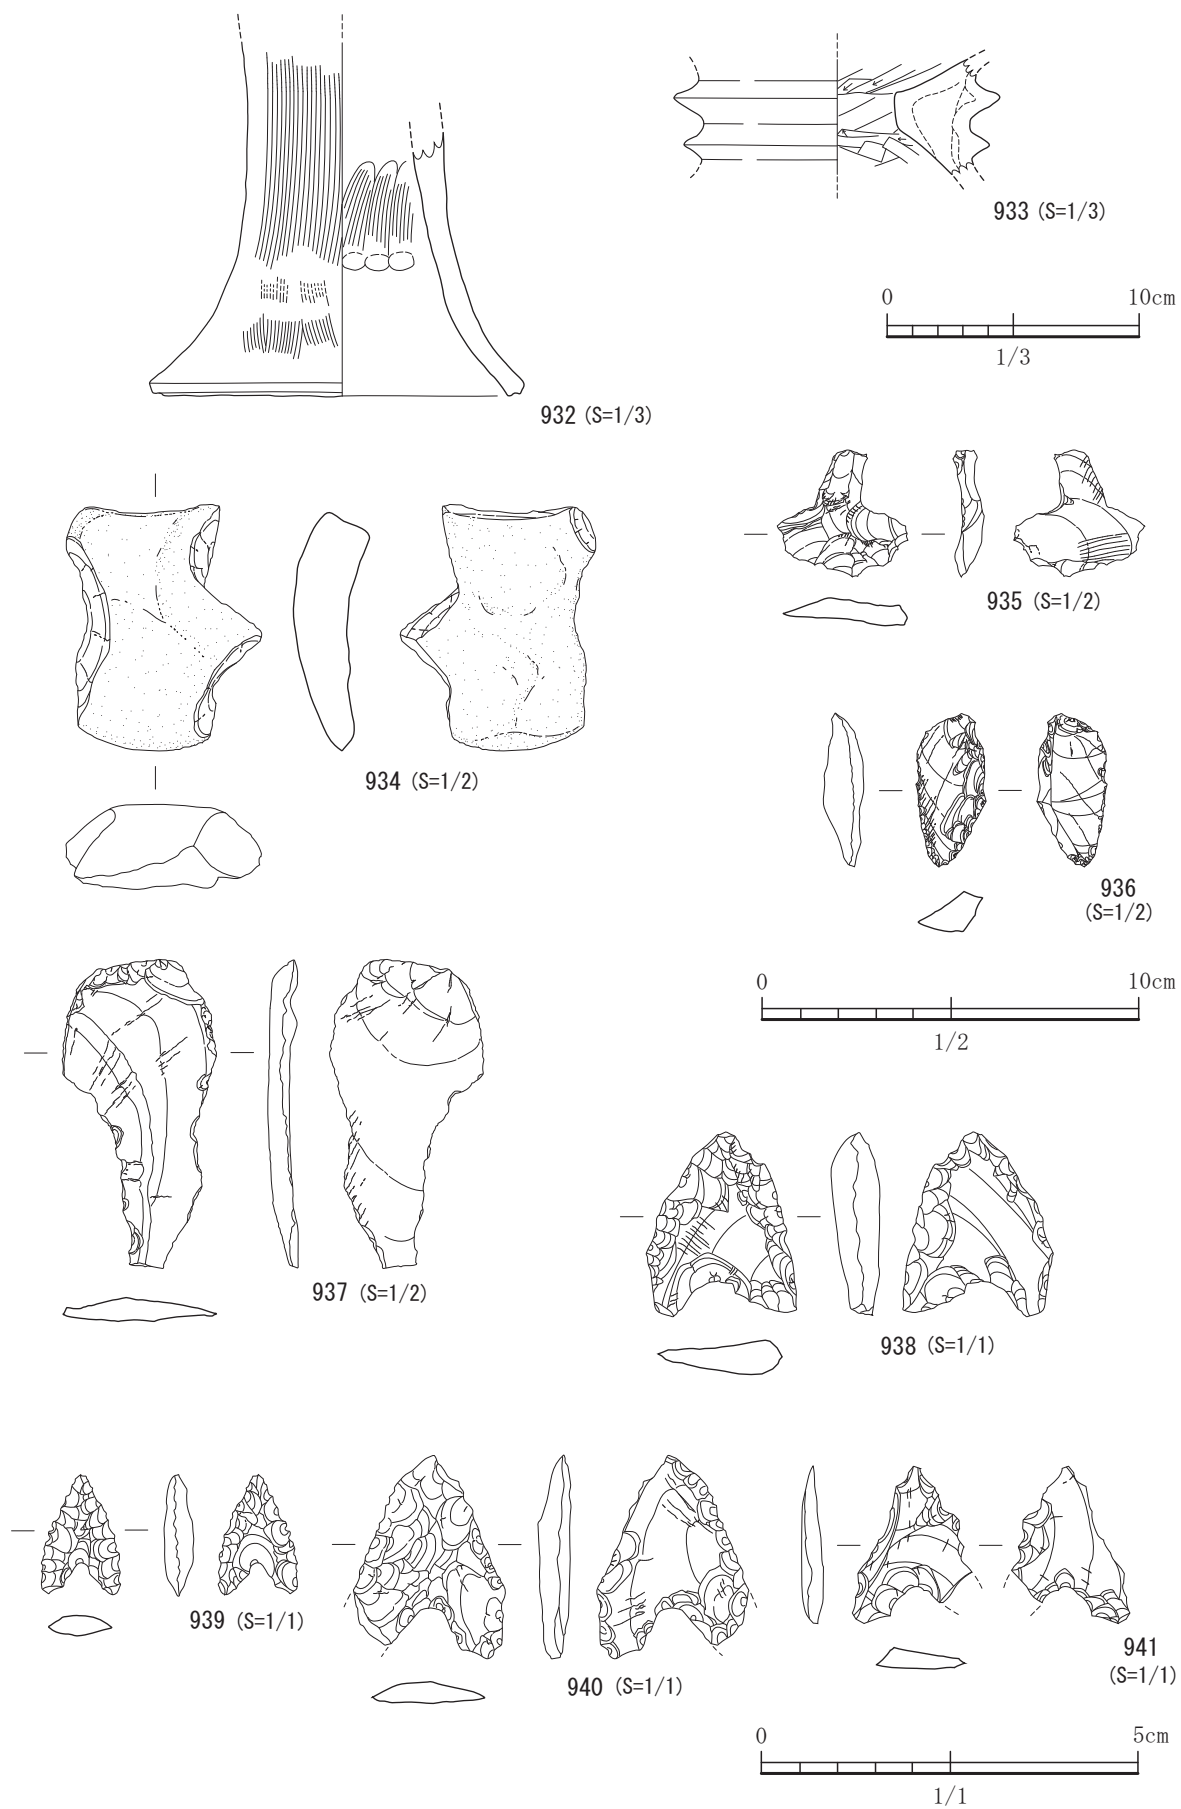 933 (S=1/3)
0 10cm
1/3
932 (S=1/3)
935 (S=1/2)
934 (S=1/2)
936
(S=1/2)
0 10cm
1/2
937 (S=1/2)
938 (S=1/1)
939 (S=1/1)
940 (S=1/1)
941
(S=1/1)
0 5cm
1/1